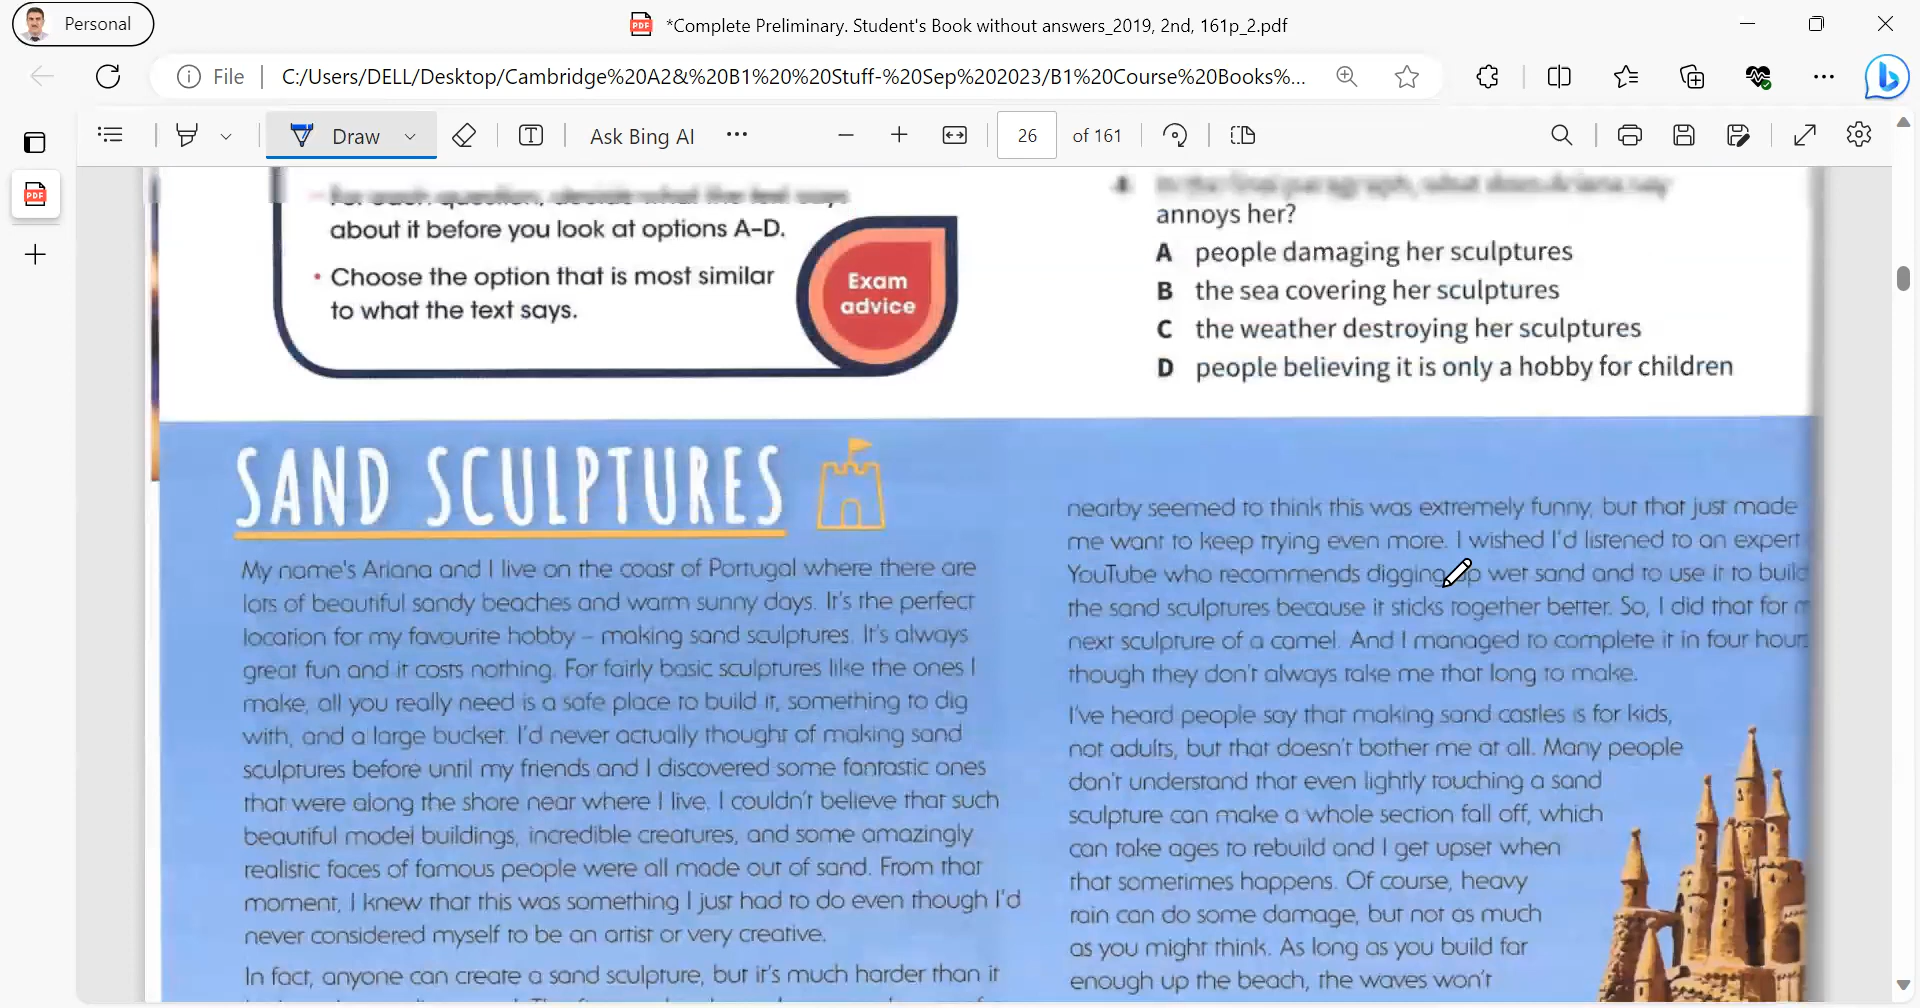 Personal
*Complete Preliminary. Student's Book without answers_2019, 2nd, 161p_2.pdf
File
C:/Users/DELL/Desktop/Cambridge%20A2&%20B1%20%20Stuff-%20Sep%202023/B1%20Course%20Books%...
Draw
Ask Bing AI
26
of 161
For each question, decide what the text says
about it before you look at options A–D.
• Choose the option that is most similar
to what the text says.
Exam
advice
4 In the final paragraph, what does Ariana say
annoys her?
A people damaging her sculptures
B the sea covering her sculptures
C the weather destroying her sculptures
D people believing it is only a hobby for children
SAND SCULPTURES
My name's Ariana and I live on the coast of Portugal where there are
lots of beautiful sandy beaches and warm sunny days. It's the perfect
location for my favourite hobby – making sand sculptures. It's always
great fun and it costs nothing. For fairly basic sculptures like the ones I
make, all you really need is a safe place to build it, something to dig
with, and a large bucket. I'd never actually thought of making sand
sculptures before until my friends and I discovered some fantastic ones
that were along the shore near where I live. I couldn't believe that such
beautiful model buildings, incredible creatures, and some amazingly
realistic faces of famous people were all made out of sand. From that
moment, I knew that this was something I just had to do even though I'd
never considered myself to be an artist or very creative.
In fact, anyone can create a sand sculpture, but it's much harder than it
nearby seemed to think this was extremely funny, but that just made
me want to keep trying even more. I wished I'd listened to an expert
YouTube who recommends digging wet sand and to use it to build
the sand sculptures because it sticks together better. So, I did that for
next sculpture of a camel. And I managed to complete it in four hours
though they don't always take me that long to make.
I've heard people say that making sand castles is for kids,
not adults, but that doesn't bother me at all. Many people
don't understand that even lightly touching a sand
sculpture can make a whole section fall off, which
can take ages to rebuild and I get upset when
that sometimes happens. Of course, heavy
rain can do some damage, but not as much
as you might think. As long as you build far
enough up the beach, the waves won't